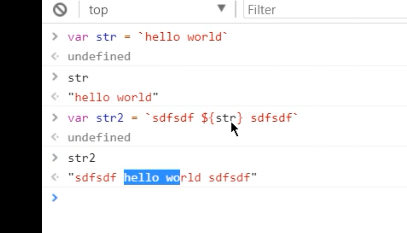 top ▼ Filter
> var str = `hello world`
< undefined
> str
< "hello world"
> var str2 = `sdfsdf ${str} sdfsdf`
< undefined
> str2
< "sdfsdf hello world sdfsdf"
>